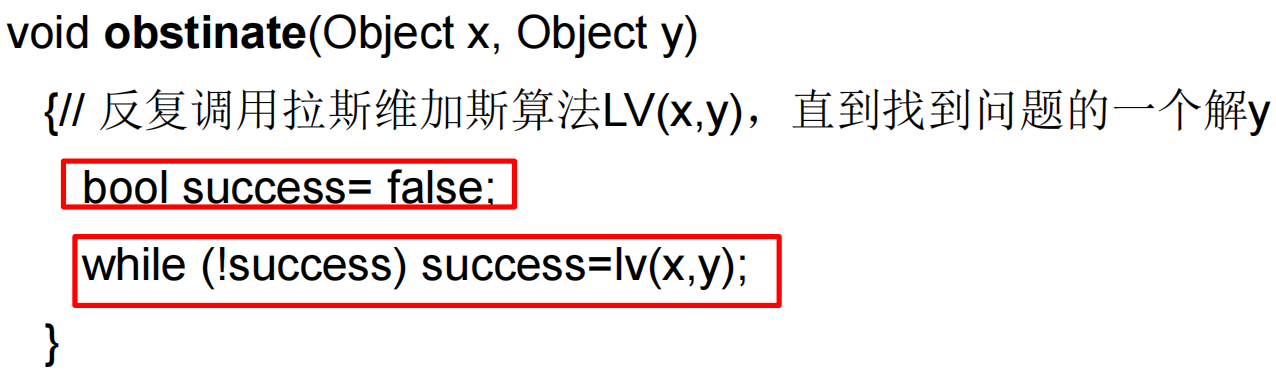 void obstinate(Object x, Object y)
{// 反复调用拉斯维加斯算法LV(x,y)，直到找到问题的一个解y
bool success= false;
while (!success) success=lv(x,y);
}